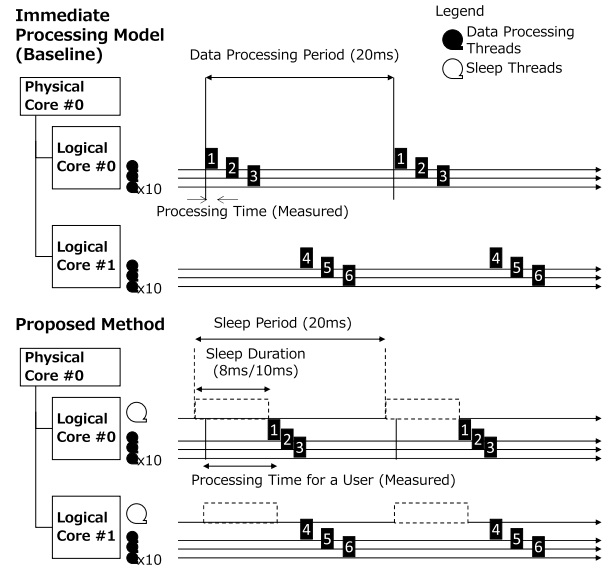 Immediate
Processing Model
(Baseline)
Legend
Data Processing
Threads
Sleep Threads
Data Processing Period (20ms)
Physical
Core #0
Logical
Core #0
x10
1
2
3
1
2
3
Processing Time (Measured)
Logical
Core #1
x10
4
5
6
4
5
6
Proposed Method
Sleep Period (20ms)
Physical
Core #0
Sleep Duration
(8ms/10ms)
Logical
Core #0
x10
1
2
3
1
2
3
Processing Time for a User (Measured)
Logical
Core #1
x10
4
5
6
4
5
6